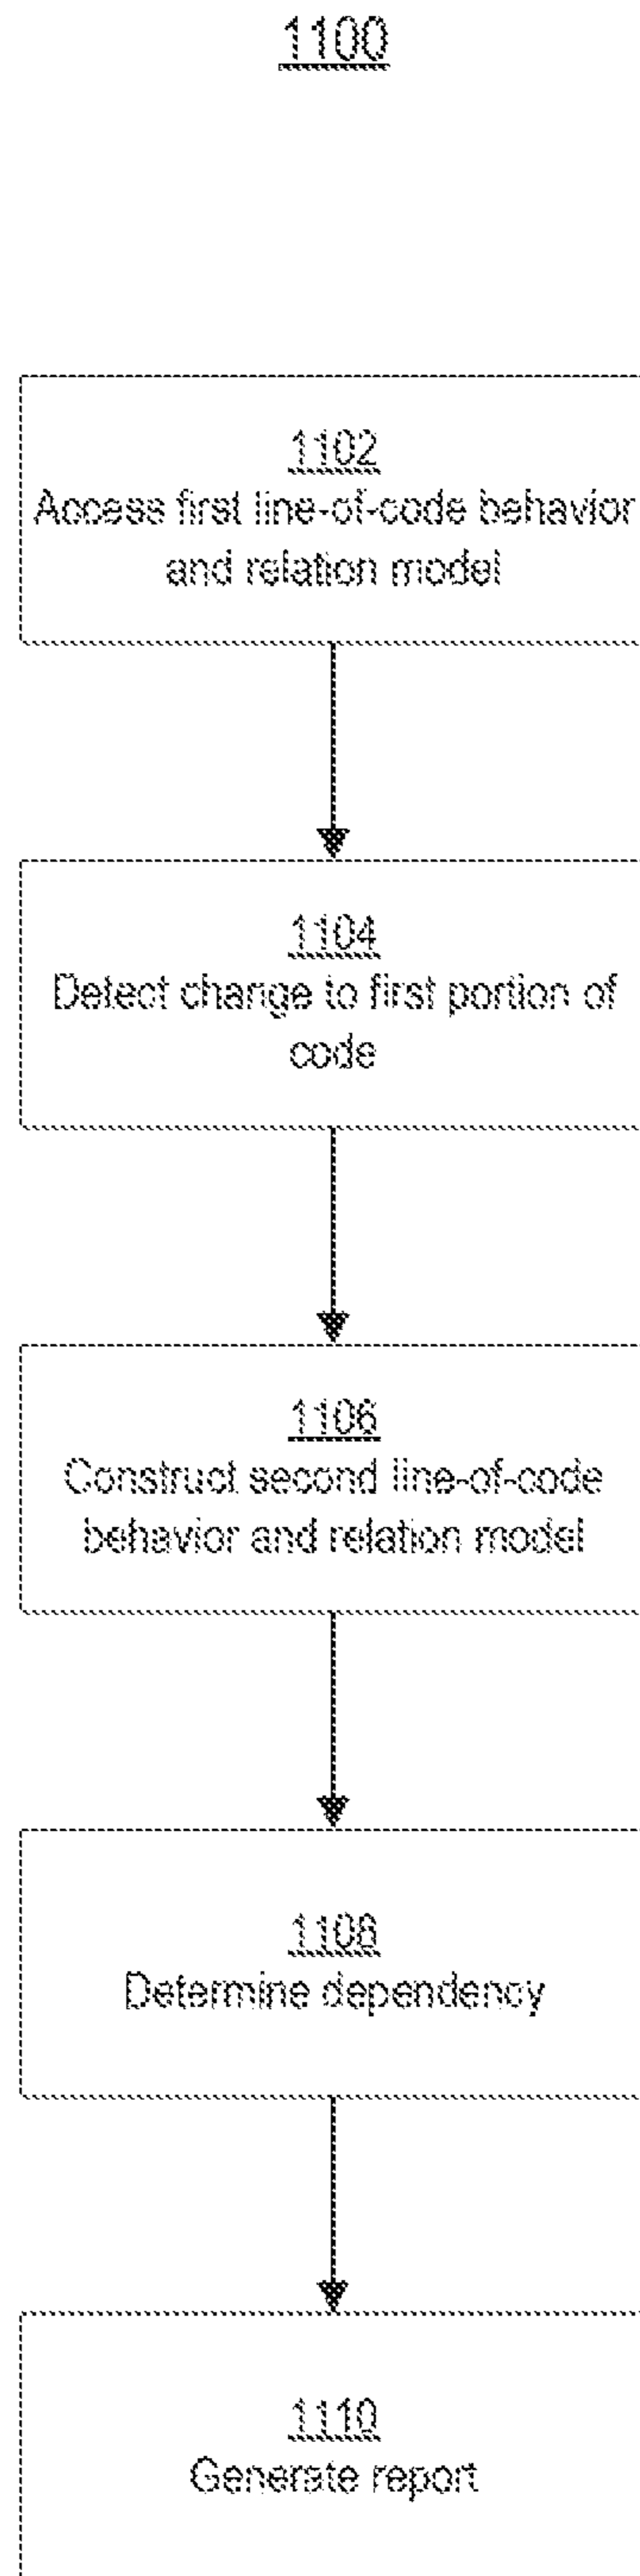 1100
1102
Access first line-of-code behavior
and relation model
1104
Detect change to first portion of
code
1106
Construct second line-of-code
behavior and relation model
1108
Determine dependency
1110
Generate report